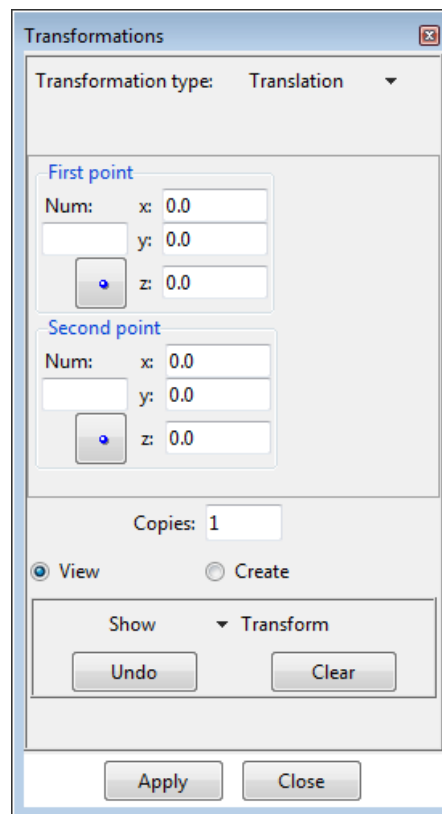 Transformations
Transformation type: Translation
First point
Num: x: 0.0
y: 0.0
z: 0.0
Second point
Num: x: 0.0
y: 0.0
z: 0.0
Copies: 1
View Create
Show Transform
Undo Clear
Apply Close